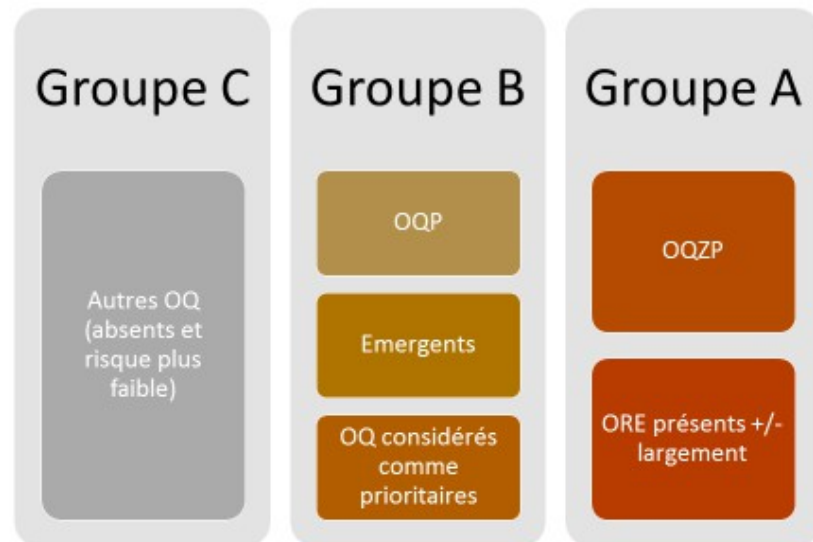 Groupe C
Autres OQ
(absents et
risque plus
faible)
Groupe B
OQP
Emergents
OQ considérés
comme
prioritaires
Groupe A
OQZP
ORE présents +/-
largement